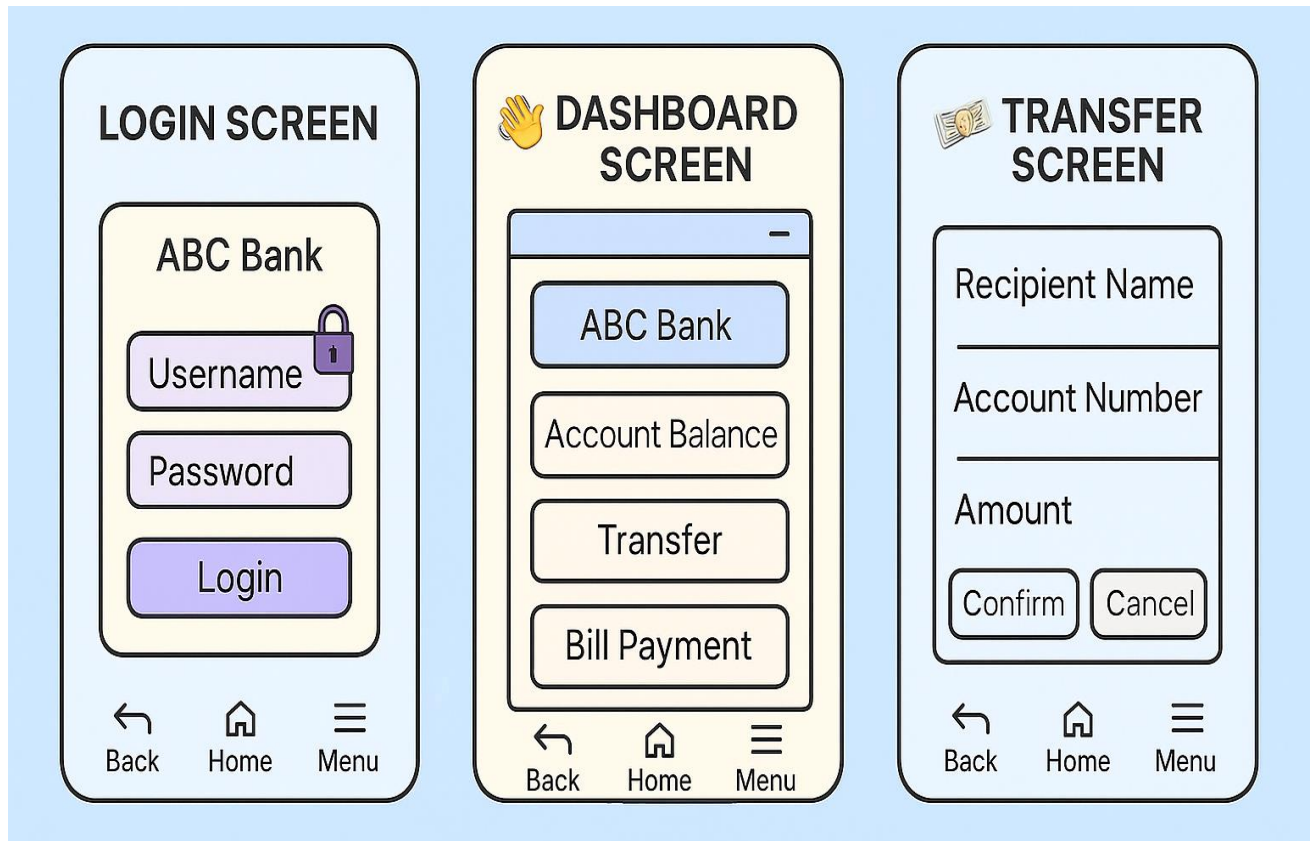 LOGIN SCREEN
ABC Bank
Username
Password
Login
Back
Home
Menu
DASHBOARD
SCREEN
ABC Bank
Account Balance
Transfer
Bill Payment
Back
Home
Menu
TRANSFER
SCREEN
Recipient Name
Account Number
Amount
Confirm
Cancel
Back
Home
Menu